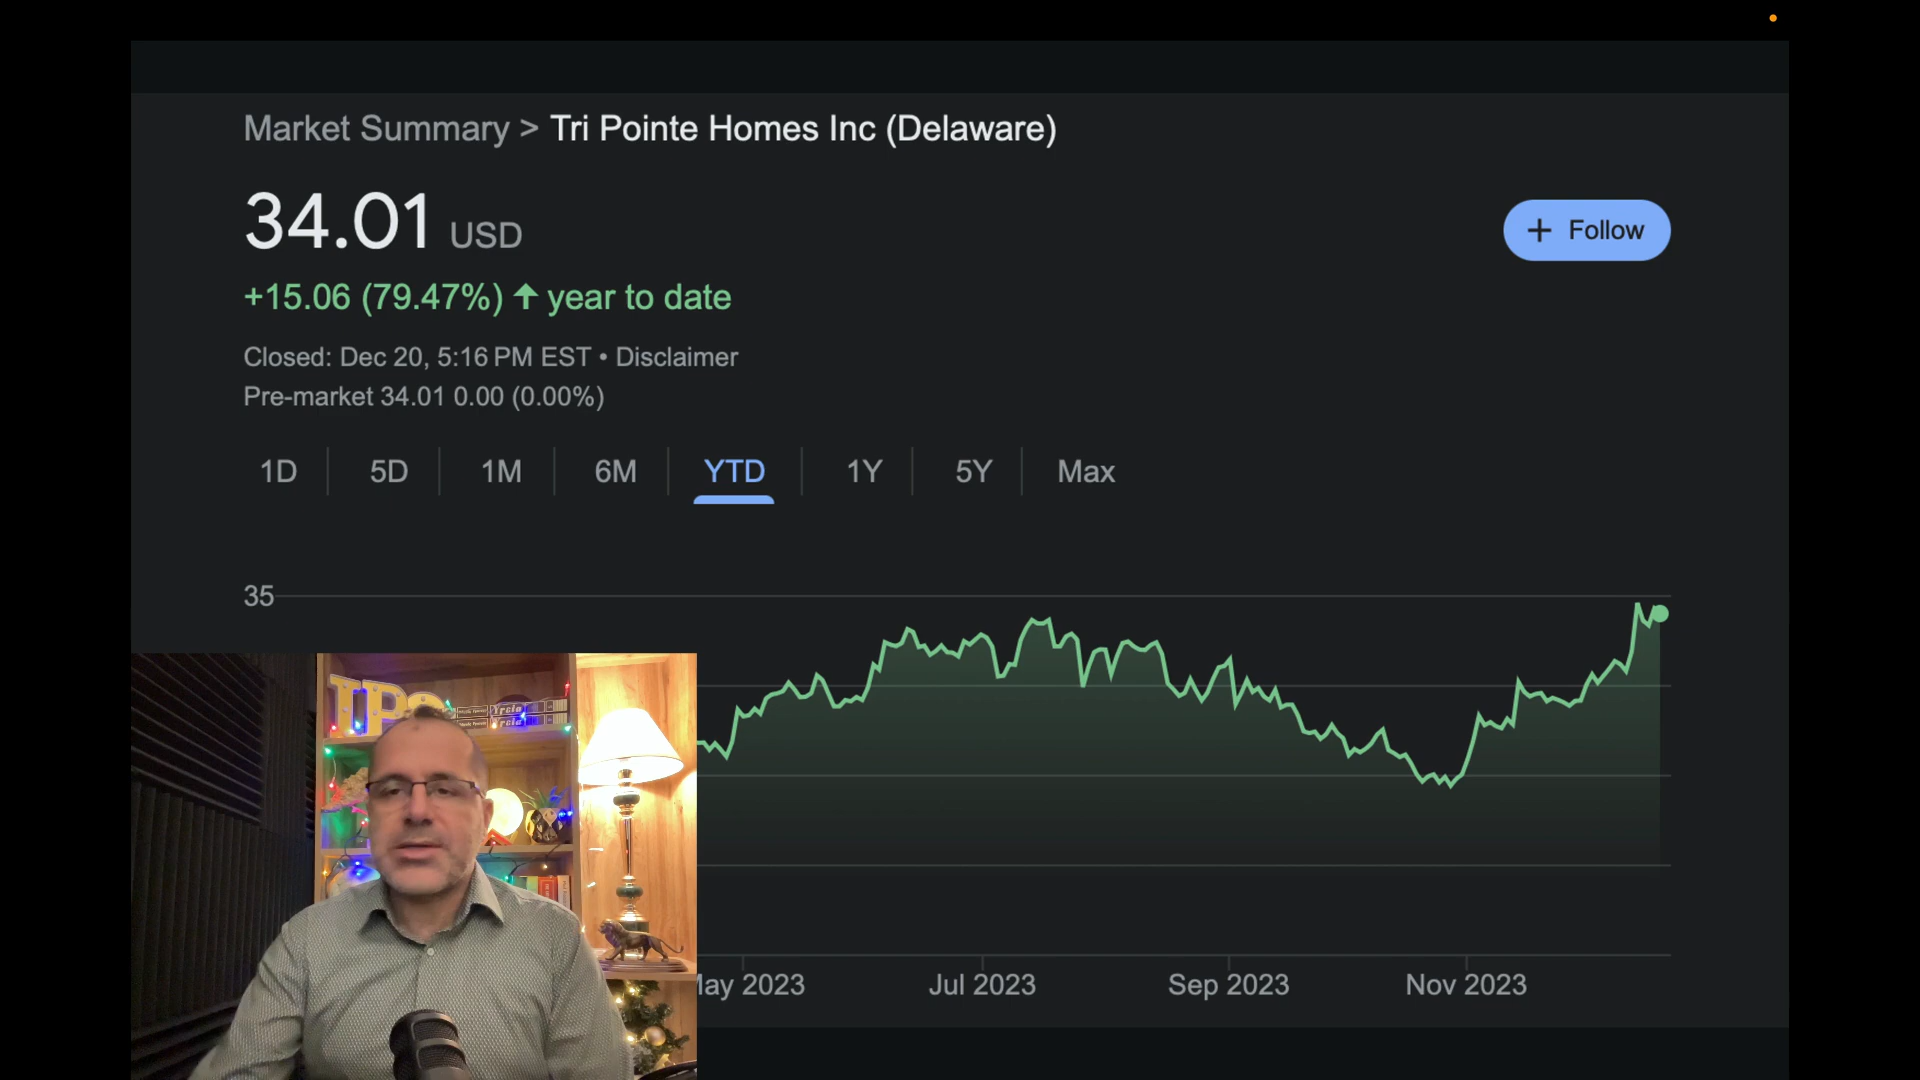 Market Summary > Tri Pointe Homes Inc (Delaware)
34.01 USD
+ Follow
+15.06 (79.47%) ↑ year to date
Closed: Dec 20, 5:16 PM EST • Disclaimer
Pre-market 34.01 0.00 (0.00%)
1D 5D 1M 6M YTD 1Y 5Y Max
35
IPS
May 2023 Jul 2023 Sep 2023 Nov 2023